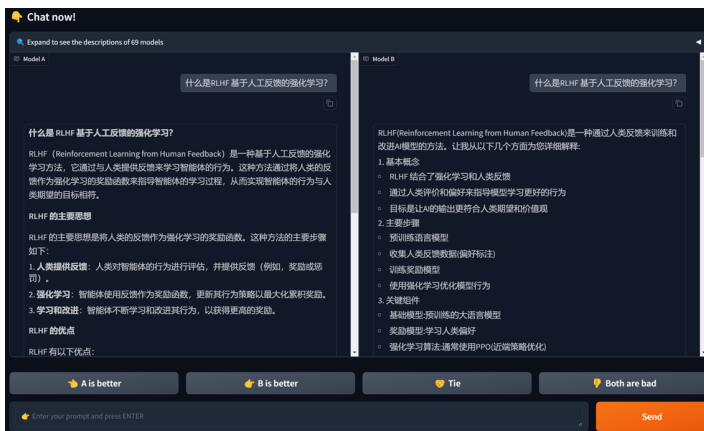 Chat now!
Expand to see the descriptions of 69 models
Model A
什么是RLHF 基于人工反馈的强化学习?
什么是 RLHF 基于人工反馈的强化学习?
RLHF（Reinforcement Learning from Human Feedback）是一种基于人工反馈的强化
学习方法，它通过与人类提供反馈来学习智能体的行为。这种方法通过将人类的反
馈作为强化学习的奖励函数来指导智能体的学习过程，从而实现智能体的行为与人
类期望的目标相符。
RLHF 的主要思想
RLHF 的主要思想是将人类的反馈作为强化学习的奖励函数。这种方法的主要步骤
如下：
1. 人类提供反馈：人类对智能体的行为进行评估，并提供反馈（例如，奖励或惩
罚）。
2. 强化学习：智能体使用反馈作为奖励函数，更新其行为策略以最大化累积奖励。
3. 学习和改进：智能体不断学习和改进其行为，以获得更高的奖励。
RLHF 的优点
RLHF 有以下优点：
Model B
什么是RLHF 基于人工反馈的强化学习?
RLHF(Reinforcement Learning from Human Feedback)是一种通过人类反馈来训练和
改进AI模型的方法。让我从以下几个方面为您详细解释:
1. 基本概念
◦ RLHF 结合了强化学习和人类反馈
◦ 通过人类评价和偏好来指导模型学习更好的行为
◦ 目标是让AI的输出更符合人类期望和价值观
2. 主要步骤
◦ 预训练语言模型
◦ 收集人类反馈数据(偏好标注)
◦ 训练奖励模型
◦ 使用强化学习优化模型行为
3. 关键组件
◦ 基础模型:预训练的大语言模型
◦ 奖励模型:学习人类偏好
◦ 强化学习算法:通常使用PPO(近端策略优化)
A is better
B is better
Tie
Both are bad
Enter your prompt and press ENTER
Send